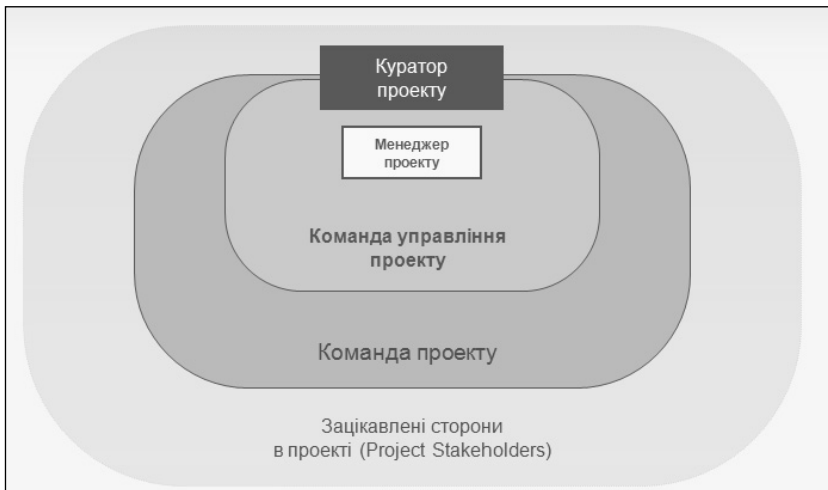 Куратор
проекту
Менеджер
проекту
Команда управління
проекту
Команда проекту
Зацікавлені сторони
в проекті (Project Stakeholders)